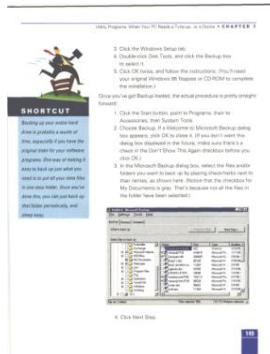 Utility Programs: When Your PC Needs a Tune-up, or a Doctor • CHAPTER
3. Click the Windows Setup tab.
4. Double-click Disk Tools, and click the Backup box
to select it.
5. Click OK twice, and follow the instructions. (You'll need
your original Windows 98 floppies or CD-ROM to complete
the installation.)
Once you've got Backup loaded, the actual procedure is pretty straight-
forward:
1. Click the Start button, point to Programs, then to
Accessories, then System Tools.
2. Choose Backup. If a Welcome to Microsoft Backup dialog
box appears, click OK to close it. (If you don't want the
dialog box displayed in the future, make sure there's a
check in the Don't Show This Again checkbox before you
click OK.)
3. In the Microsoft Backup dialog box, select the files and/or
folders you want to back up by placing checkmarks next to
their names, as shown here. (Notice that the checkbox for
My Documents is gray. That's because not all the files in
the folder have been selected.)
SHORTCUT
Backing up your entire hard
drive is probably a waste of
time, especially if you have the
original disks for your software
programs. One way of making it
easy to back up just what you
need is to put all your data files
in one easy folder. Once you've
done this, you can just back up
that folder periodically, and
sleep easy.
4. Click Next Step.
149